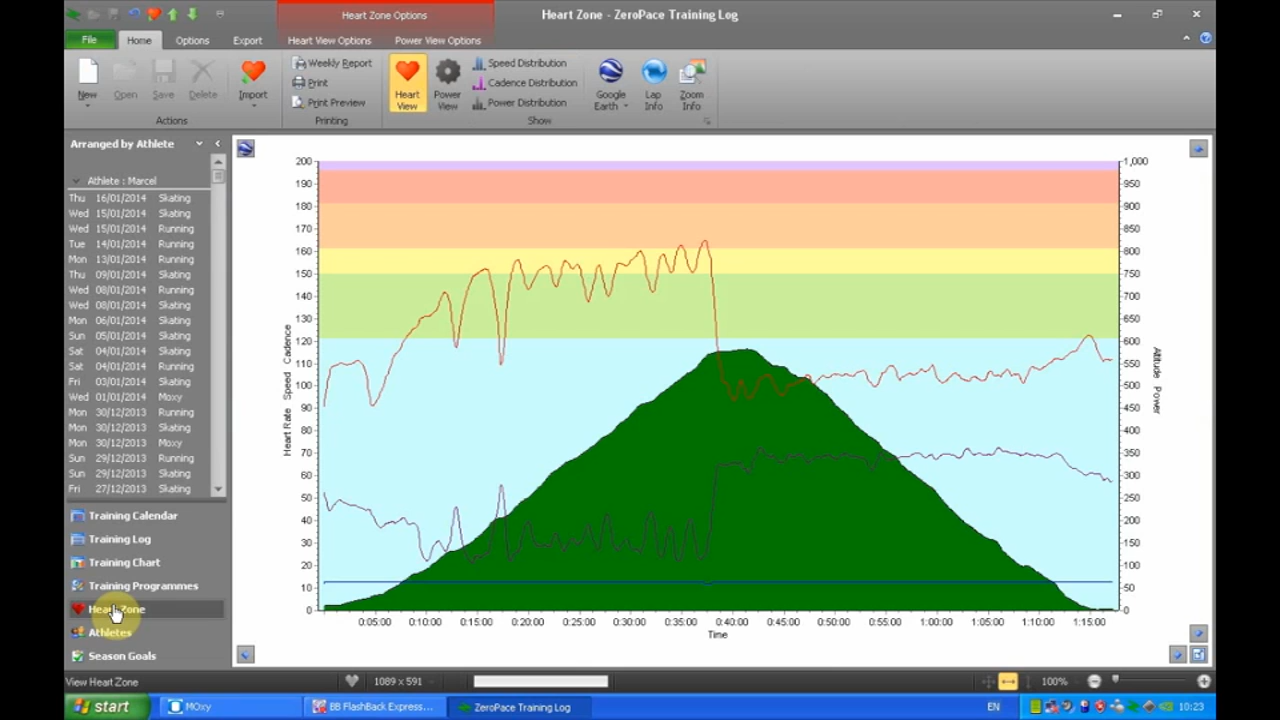 Heart Zone Options
Heart Zone - ZeroPace Training Log
File Home Options Export Heart View Options Power View Options
New Open Save Delete Import
Actions
Weekly Report
Print
Print Preview
Printing
Heart View
Power View
Speed Distribution
Cadence Distribution
Power Distribution
Show
Google Earth
Lap Info
Zoom Info
Arranged by Athlete
Athlete : Marcel
Thu 16/01/2014 Skating
Wed 15/01/2014 Skating
Wed 15/01/2014 Running
Tue 14/01/2014 Running
Mon 13/01/2014 Running
Thu 09/01/2014 Skating
Wed 08/01/2014 Running
Wed 08/01/2014 Skating
Mon 06/01/2014 Skating
Sun 05/01/2014 Skating
Sat 04/01/2014 Skating
Sat 04/01/2014 Running
Fri 03/01/2014 Skating
Wed 01/01/2014 Moxy
Mon 30/12/2013 Running
Mon 30/12/2013 Skating
Mon 30/12/2013 Moxy
Sun 29/12/2013 Running
Sun 29/12/2013 Skating
Fri 27/12/2013 Skating
Training Calendar
Training Log
Training Chart
Training Programmes
Heart Zone
Athletes
Season Goals
200
190
180
170
160
150
140
130
120
110
100
90
80
70
60
50
40
30
20
10
0
Heart Rate Speed Cadence
1,000
950
900
850
800
750
700
650
600
550
500
450
400
350
300
250
200
150
100
50
0
Altitude Power
0:05:00 0:10:00 0:15:00 0:20:00 0:25:00 0:30:00 0:35:00 0:40:00 0:45:00 0:50:00 0:55:00 1:00:00 1:05:00 1:10:00 1:15:00
Time
View Heart Zone
1089 x 591
100%
start
MOxy
BB FlashBack Express...
ZeroPace Training Log
EN
10:23